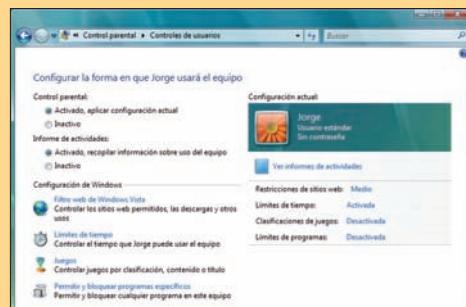 Control parental ▸ Controles de usuarios
Buscar
Configurar la forma en que Jorge usará el equipo
Control parental:
Activado, aplicar configuración actual
Inactivo
Informe de actividades:
Activado, recopilar información sobre uso del equipo
Inactivo
Configuración de Windows
Filtro web de Windows Vista
Controlar los sitios web permitidos, las descargas y otros
usos
Límites de tiempo
Controlar el tiempo que Jorge puede usar el equipo
Juegos
Controlar juegos por clasificación, contenido o título
Permitir y bloquear programas específicos
Permitir y bloquear cualquier programa en este equipo
Configuración actual:
Jorge
Usuario estándar
Sin contraseña
Ver informes de actividades
Restricciones de sitios web: Medio
Límites de tiempo: Activada
Clasificaciones de juegos: Desactivada
Límites de programas: Desactivada